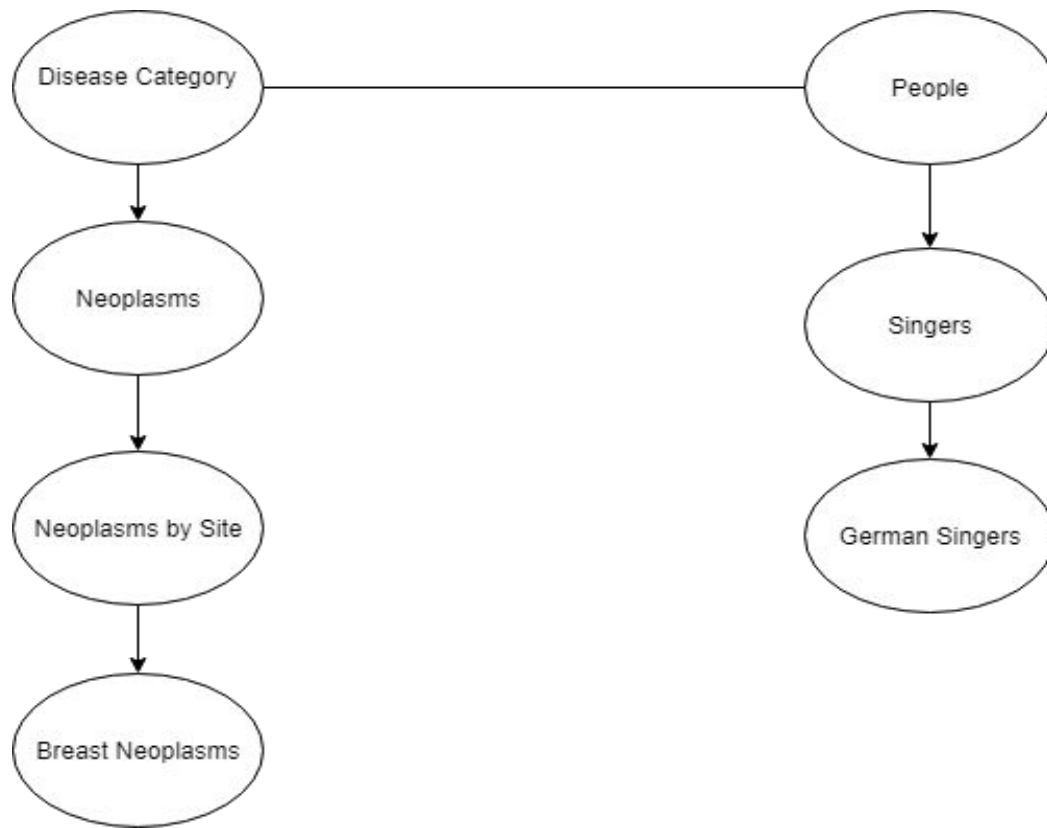 Disease Category
People
Neoplasms
Singers
Neoplasms by Site
German Singers
Breast Neoplasms